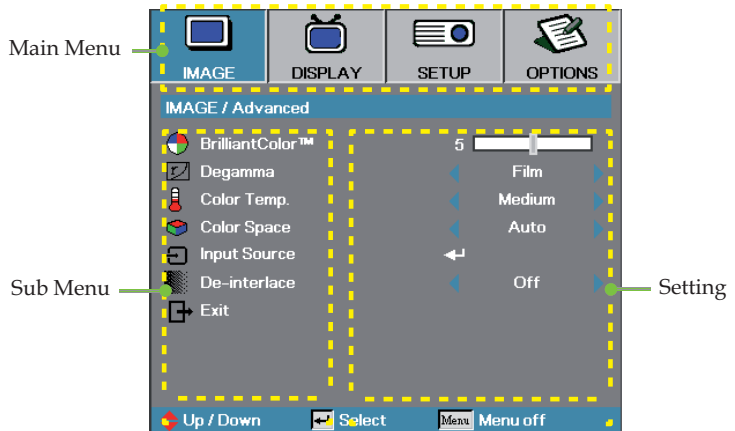 Main Menu
IMAGE DISPLAY SETUP OPTIONS
IMAGE / Advanced
BrilliantColor™ 5
Degamma Film
Color Temp. Medium
Color Space Auto
Input Source
Sub Menu De-interlace Off Setting
Exit
Up / Down Select Menu Menu off